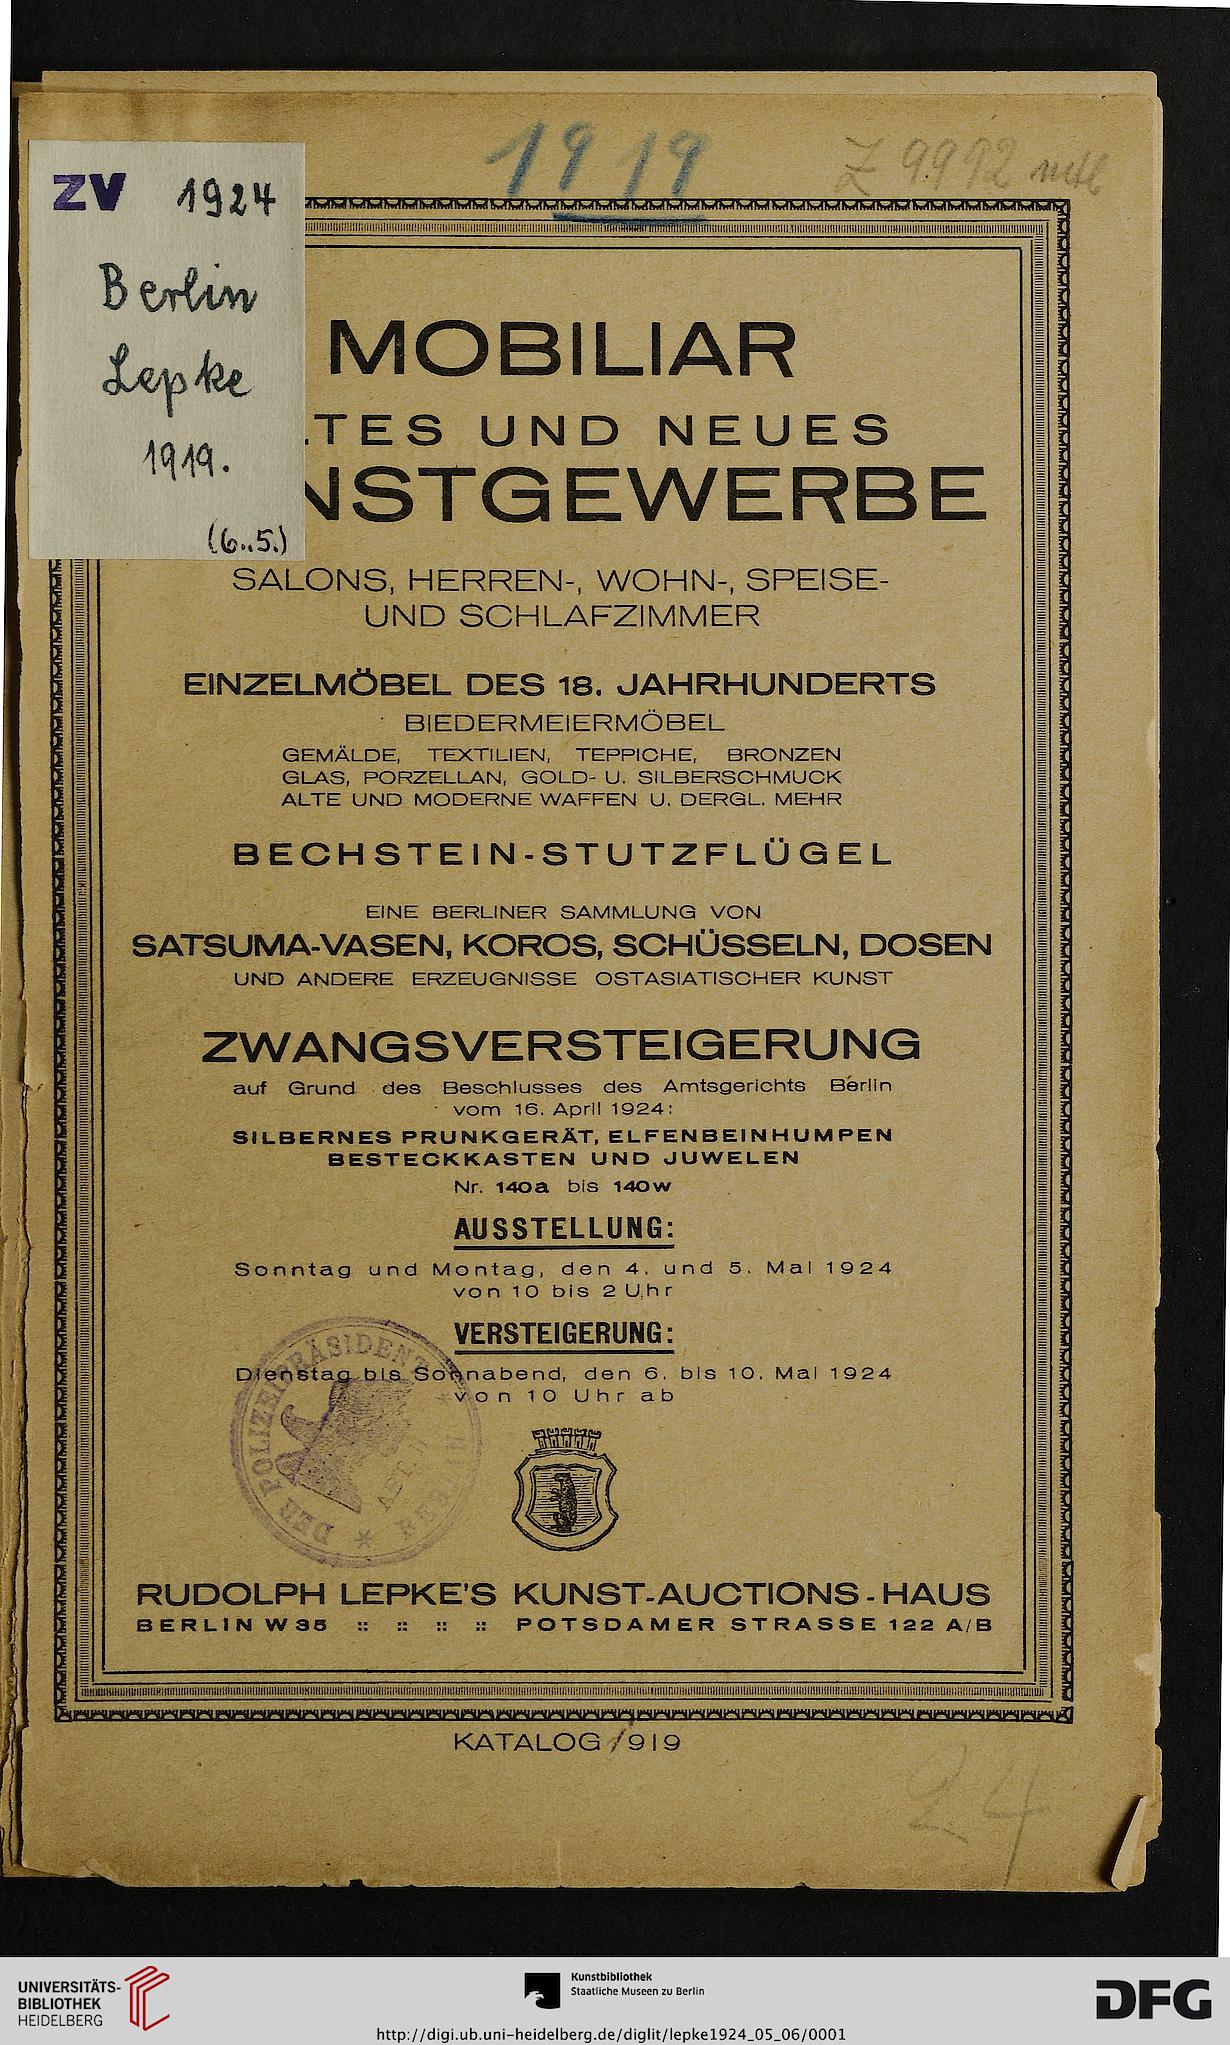 1919
Z 9992
ZV 1924
Berlin
Lepke
1919.
(6..5.)
MOBILIAR
TES UND NEUES
NSTGEWERBE
SALONS, HERREN-, WOHN-, SPEISE-
UND SCHLAFZIMMER
EINZELMÖBEL DES 18. JAHRHUNDERTS
BIEDERMEIERMÖBEL
GEMÄLDE, TEXTILIEN, TEPPICHE, BRONZEN
GLAS, PORZELLAN, GOLD- U. SILBERSCHMUCK
ALTE UND MODERNE WAFFEN U. DERGL. MEHR
BECHSTEIN-STUTZFLÜGEL
EINE BERLINER SAMMLUNG VON
SATSUMA-VASEN, KOROS, SCHÜSSELN, DOSEN
UND ANDERE ERZEUGNISSE OSTASIATISCHER KUNST
ZWANGSVERSTEIGERUNG
auf Grund des Beschlusses des Amtsgerichts Berlin
vom 16. April 1924:
SILBERNES PRUNKGERÄT, ELFENBEINHUMPEN
BESTECKKASTEN UND JUWELEN
Nr. 140a bis 140w
AUSSTELLUNG:
Sonntag und Montag, den 4. und 5. Mai 1924
von 10 bis 2 Uhr
VERSTEIGERUNG:
Dienstag bis Sonnabend, den 6. bis 10. Mai 1924
von 10 Uhr ab
DER POLIZEIPRÄSIDENT
ABT. II
BERLIN
RUDOLPH LEPKE'S KUNST-AUCTIONS-HAUS
BERLIN W 35 :: :: :: :: POTSDAMER STRASSE 122 A/B
KATALOG 1919
24
UNIVERSITÄTS-
BIBLIOTHEK
HEIDELBERG
Kunstbibliothek
Staatliche Museen zu Berlin
DFG
http://digi.ub.uni-heidelberg.de/diglit/lepke1924_05_06/0001